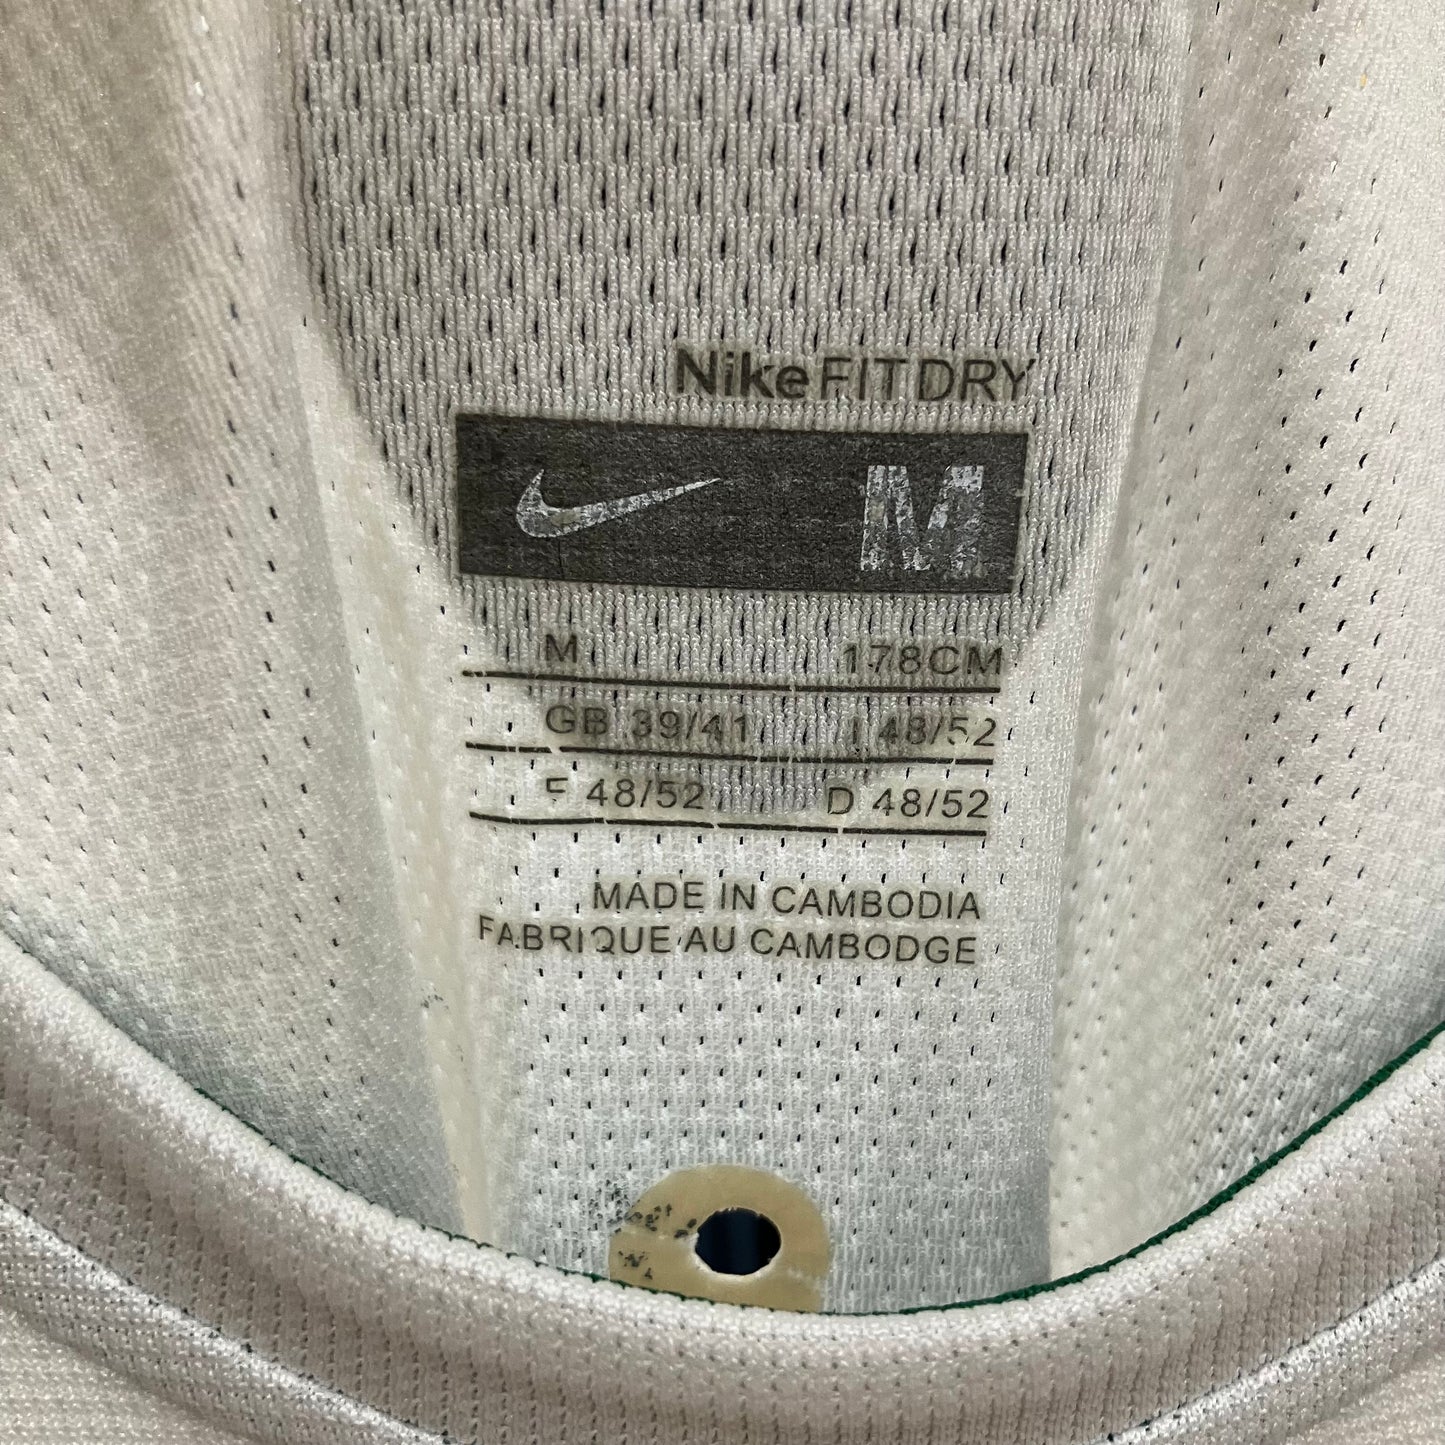 Nike FIT DRY
M
M 178CM
GB 39/41 I 48/52
F 48/52 D 48/52
MADE IN CAMBODIA
FABRIQUE AU CAMBODGE